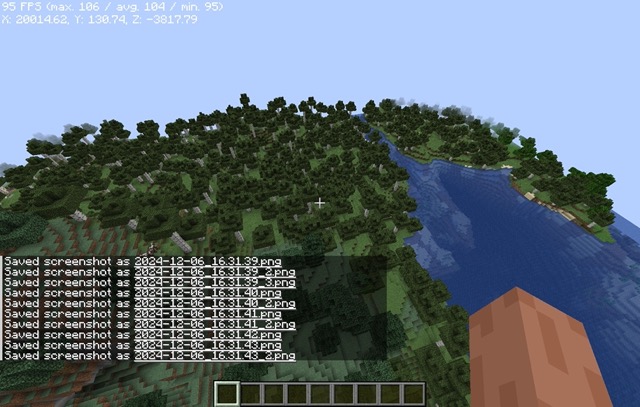 95 FPS (max. 106 / avg. 104 / min. 95)
X: 20014.62, Y: 130.74, Z: -3817.79
Saved screenshot as 2024-12-06_16.31.39.png
Saved screenshot as 2024-12-06_16.31.39_2.png
Saved screenshot as 2024-12-06_16.31.39_3.png
Saved screenshot as 2024-12-06_16.31.40.png
Saved screenshot as 2024-12-06_16.31.40_2.png
Saved screenshot as 2024-12-06_16.31.41.png
Saved screenshot as 2024-12-06_16.31.41_2.png
Saved screenshot as 2024-12-06_16.31.42.png
Saved screenshot as 2024-12-06_16.31.43.png
Saved screenshot as 2024-12-06_16.31.43_2.png